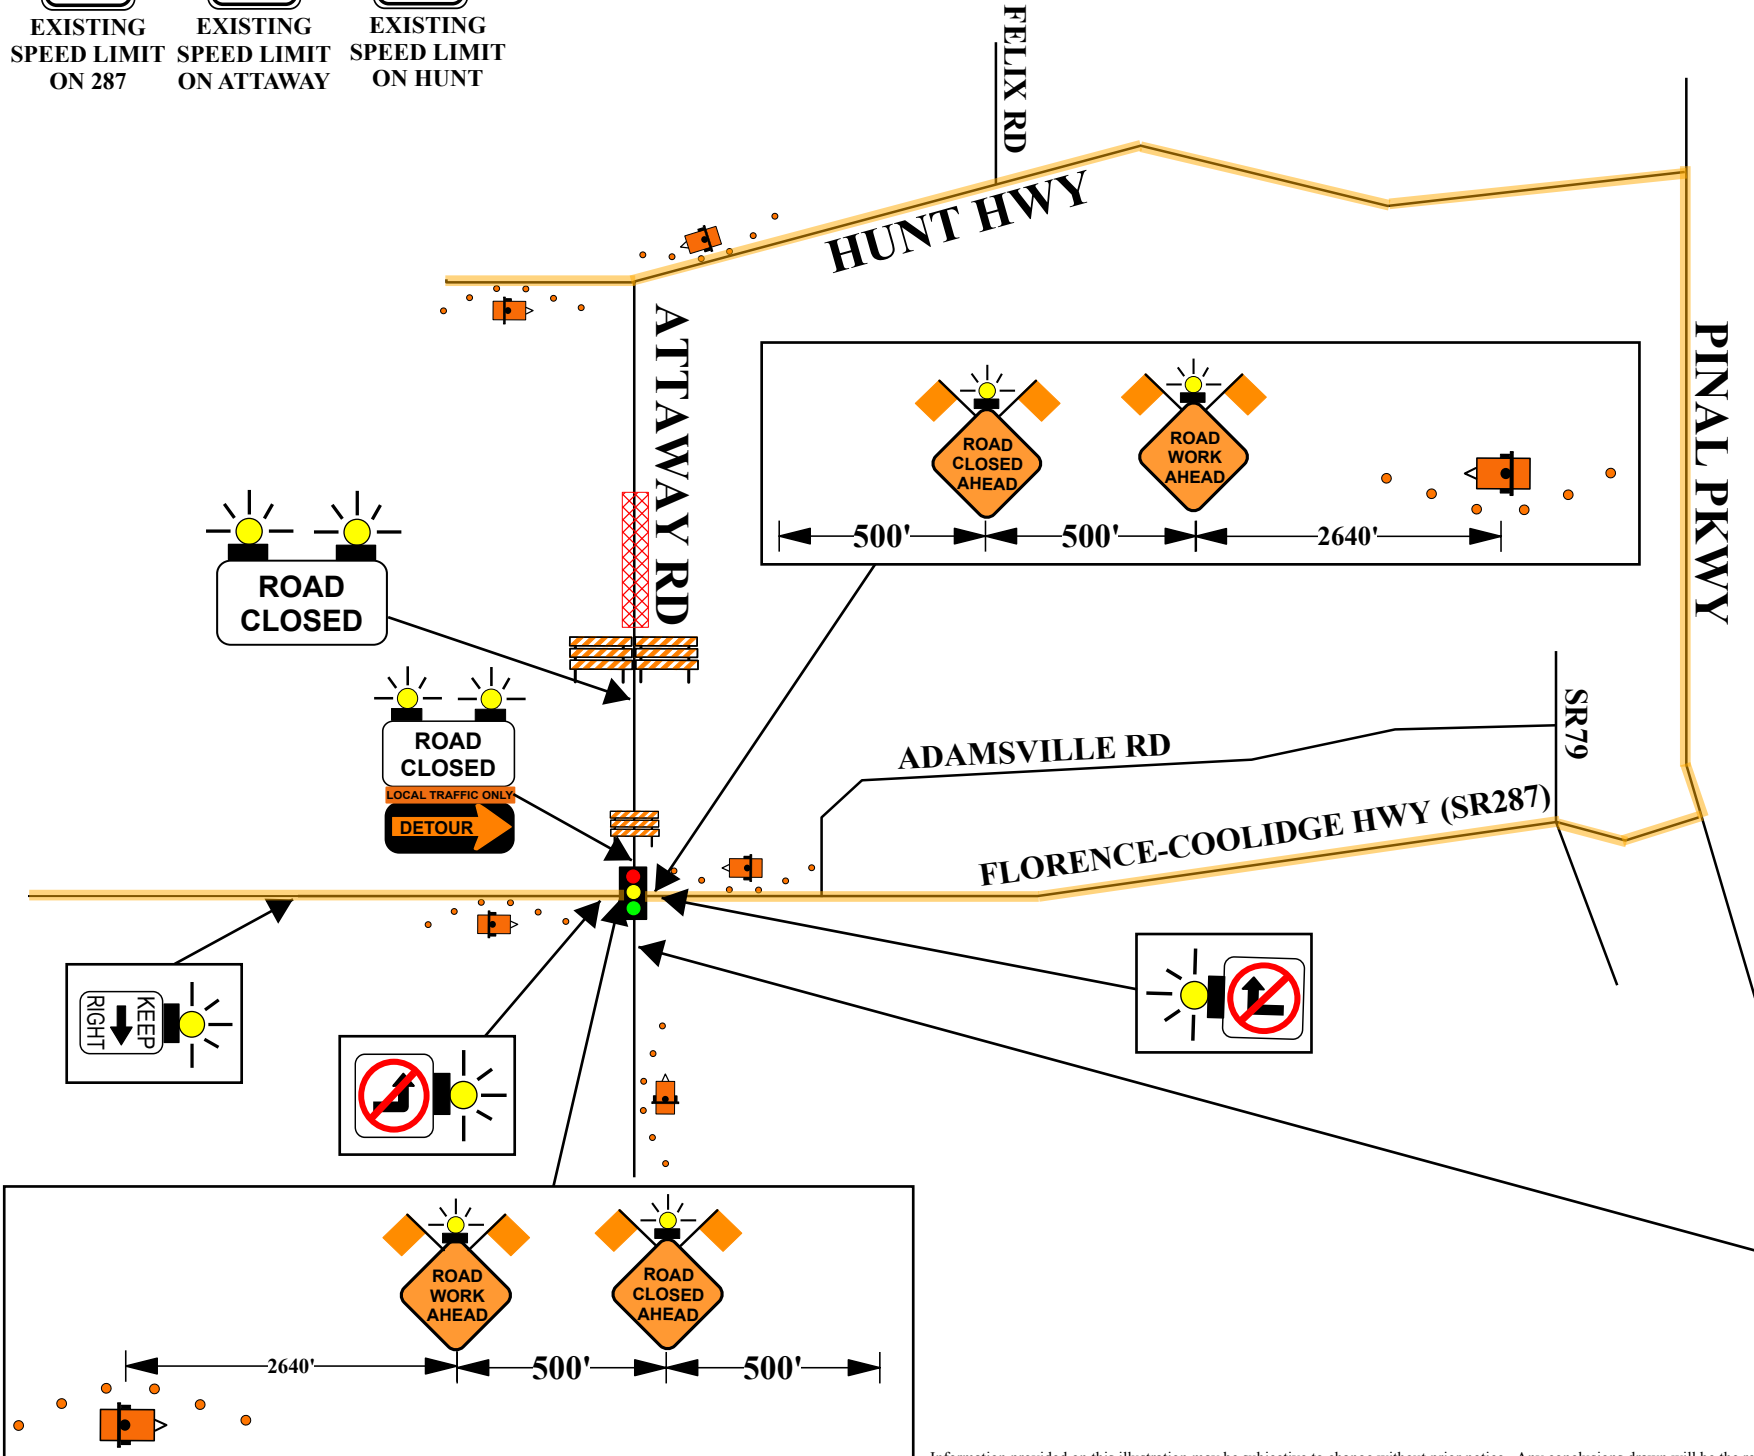 EXISTING
SPEED LIMIT
ON 287
EXISTING
SPEED LIMIT
ON ATTAWAY
EXISTING
SPEED LIMIT
ON HUNT
FELIX RD
HUNT HWY
ATTAWAY RD
PINAL PKWY
ROAD
CLOSED
AHEAD
ROAD
WORK
AHEAD
500'
500'
2640'
ROAD
CLOSED
ROAD
CLOSED
LOCAL TRAFFIC ONLY
DETOUR
ADAMSVILLE RD
SR79
FLORENCE-COOLIDGE HWY (SR287)
KEEP
RIGHT
ROAD
WORK
AHEAD
ROAD
CLOSED
AHEAD
2640'
500'
500'